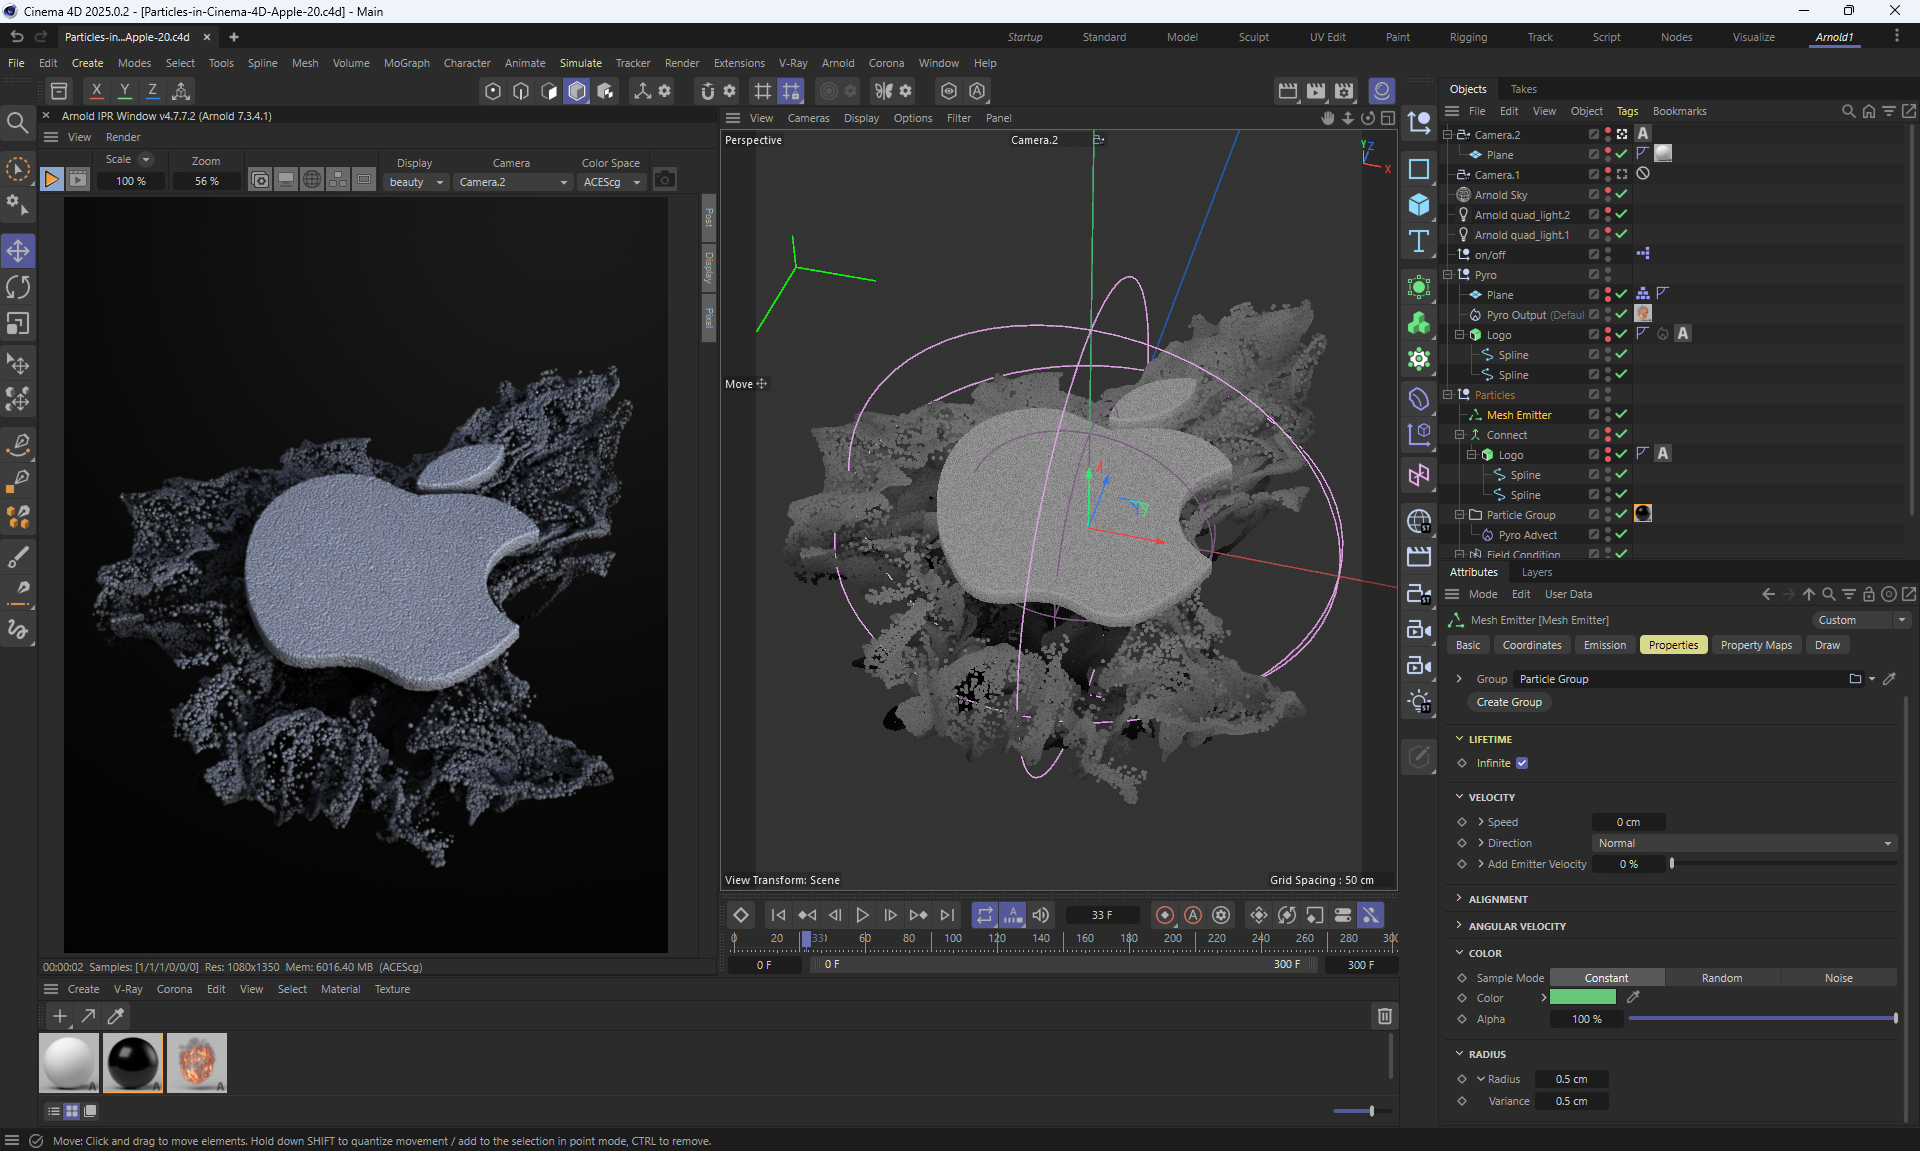 Cinema 4D 2025.0.2 - [Particles-in-Cinema-4D-Apple-20.c4d] - Main
Particles-in...Apple-20.c4d × +
Startup Standard Model Sculpt UV Edit Paint Rigging Track Script Nodes Visualize Arnold1
File Edit Create Modes Select Tools Spline Mesh Volume MoGraph Character Animate Simulate Tracker Render Extensions V-Ray Arnold Corona Window Help
X Y Z
Arnold IPR Window v4.7.7.2 (Arnold 7.3.4.1)
View Render
Scale Zoom Display Camera Color Space
100 % 56 % beauty Camera.2 ACEScg
Post
Display
Pixel
00:00:02 Samples: [1/1/1/0/0/0] Res: 1080x1350 Mem: 6016.40 MB (ACEScg)
View Cameras Display Options Filter Panel
Perspective Camera.2
Y Z X
Move
View Transform: Scene Grid Spacing : 50 cm
33 F
0 20 33 60 80 100 120 140 160 180 200 220 240 260 280 300
0 F 0 F 300 F 300 F
Create V-Ray Corona Edit View Select Material Texture
Objects Takes
File Edit View Object Tags Bookmarks
Camera.2
Plane
Camera.1
Arnold Sky
Arnold quad_light.2
Arnold quad_light.1
on/off
Pyro
Plane
Pyro Output (Defaul
Logo
Spline
Spline
Particles
Mesh Emitter
Connect
Logo
Spline
Spline
Particle Group
Pyro Advect
Field Condition
Attributes Layers
Mode Edit User Data
Mesh Emitter [Mesh Emitter] Custom
Basic Coordinates Emission Properties Property Maps Draw
Group Particle Group
Create Group
LIFETIME
Infinite
VELOCITY
Speed 0 cm
Direction Normal
Add Emitter Velocity 0 %
ALIGNMENT
ANGULAR VELOCITY
COLOR
Sample Mode Constant Random Noise
Color
Alpha 100 %
RADIUS
Radius 0.5 cm
Variance 0.5 cm
Move: Click and drag to move elements. Hold down SHIFT to quantize movement / add to the selection in point mode, CTRL to remove.